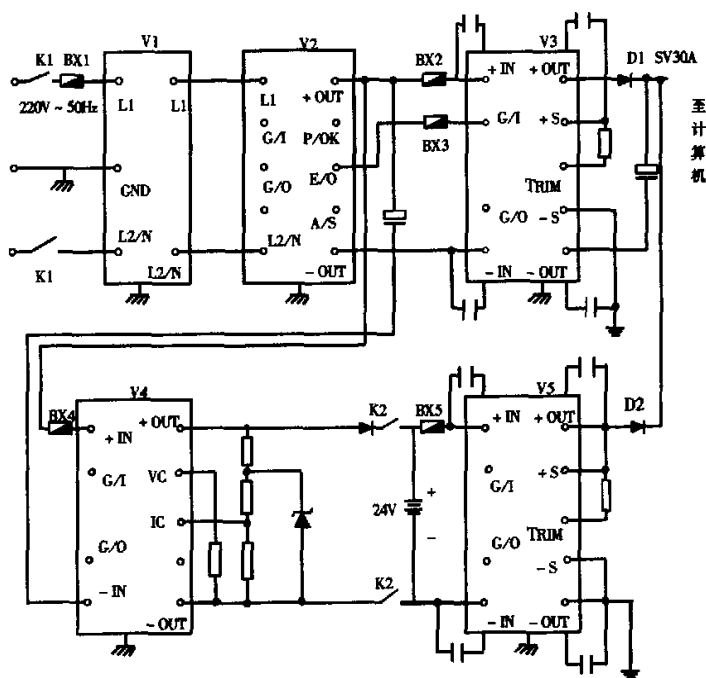 V1
V2
V3
K1
BX1
BX2
D1
SV30A
+ IN
+ OUT
L1
L1
L1
+ OUT
220V ~ 50Hz
G/I
P/OK
BX3
G/I
+ S
至计算机
GND
G/O
E/O
TRIM
G/O
- S
A/S
L2/N
L2/N
L2/N
K1
- OUT
- IN
- OUT
V4
V5
BX4
+ OUT
K2
BX5
+ IN
+ OUT
D2
+ IN
G/I
VC
G/I
+ S
24V
+
-
IC
G/O
G/O
TRIM
K2
- S
- IN
- OUT
- IN
- OUT